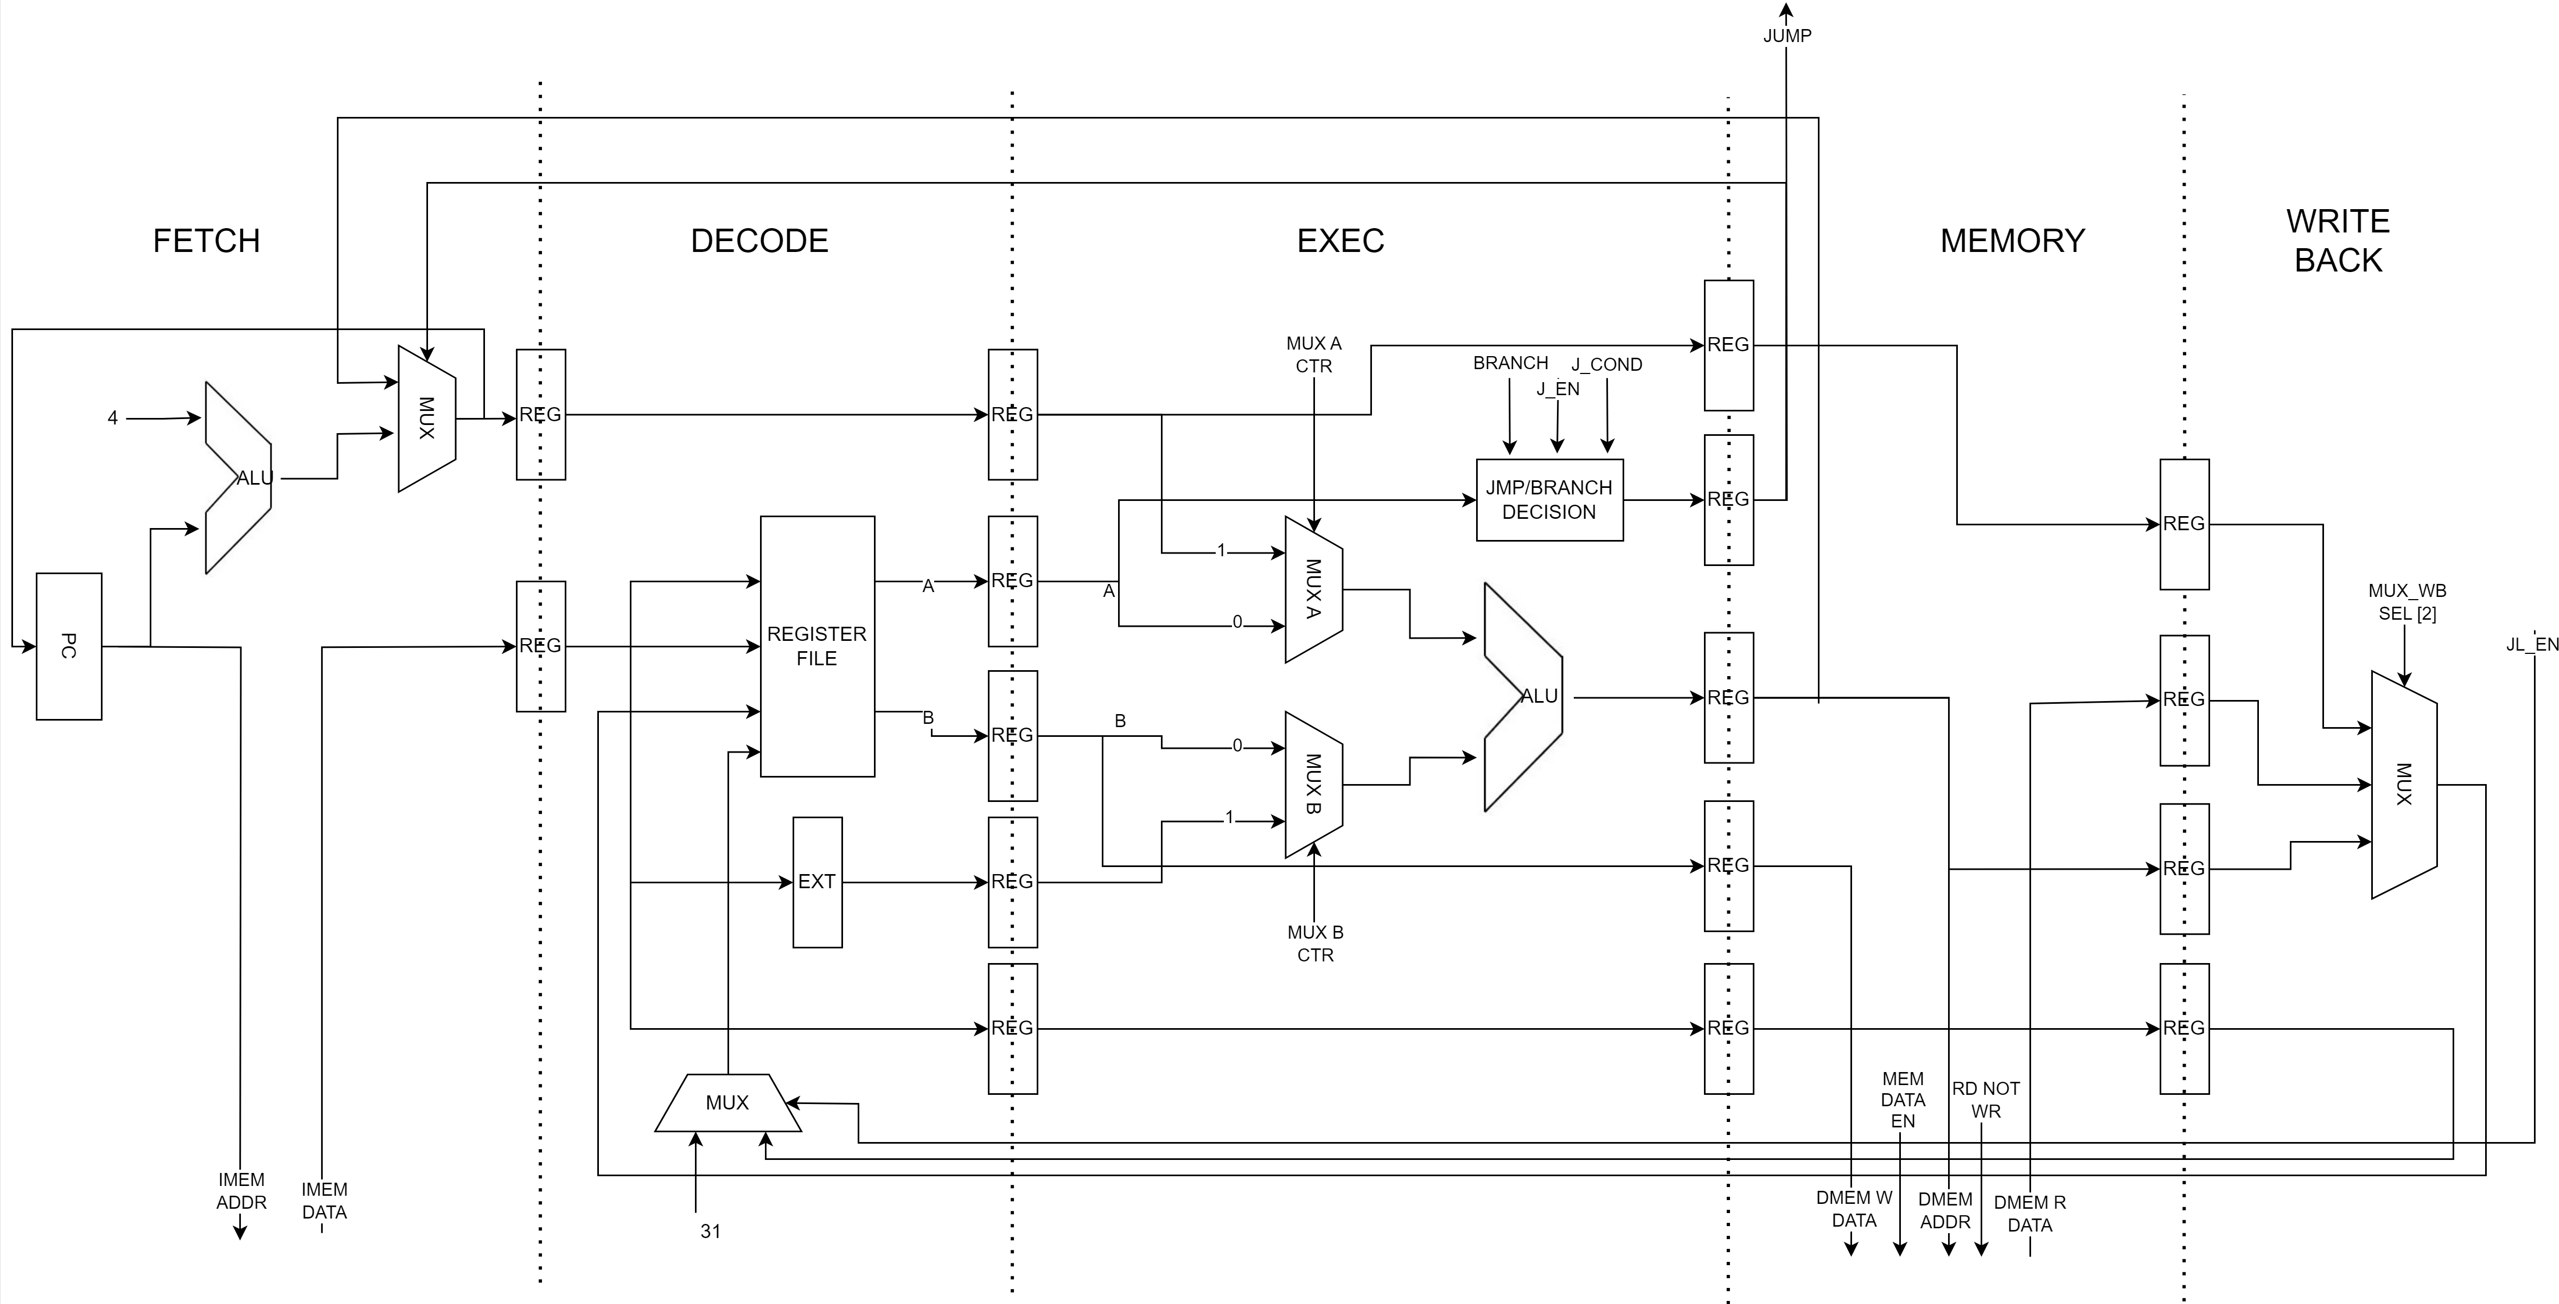 JUMP
FETCH
DECODE
EXEC
MEMORY
WRITE
BACK
4
ALU
MUX
PC
REG
REG
IMEM
ADDR
IMEM
DATA
REGISTER
FILE
A
B
EXT
MUX
31
REG
REG
REG
REG
REG
A
B
MUX A
CTR
1
0
MUX A
0
1
MUX B
MUX B
CTR
BRANCH
J_EN
J_COND
JMP/BRANCH
DECISION
ALU
REG
REG
REG
REG
REG
MEM
DATA
EN
RD NOT
WR
DMEM W
DATA
DMEM
ADDR
DMEM R
DATA
REG
REG
REG
REG
MUX_WB
SEL [2]
MUX
JL_EN